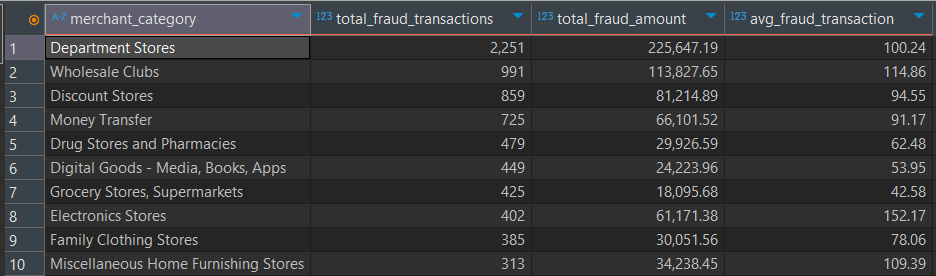 A-Z merchant_category 123 total_fraud_transactions 123 total_fraud_amount 123 avg_fraud_transaction
1 Department Stores 2,251 225,647.19 100.24
2 Wholesale Clubs 991 113,827.65 114.86
3 Discount Stores 859 81,214.89 94.55
4 Money Transfer 725 66,101.52 91.17
5 Drug Stores and Pharmacies 479 29,926.59 62.48
6 Digital Goods - Media, Books, Apps 449 24,223.96 53.95
7 Grocery Stores, Supermarkets 425 18,095.68 42.58
8 Electronics Stores 402 61,171.38 152.17
9 Family Clothing Stores 385 30,051.56 78.06
10 Miscellaneous Home Furnishing Stores 313 34,238.45 109.39